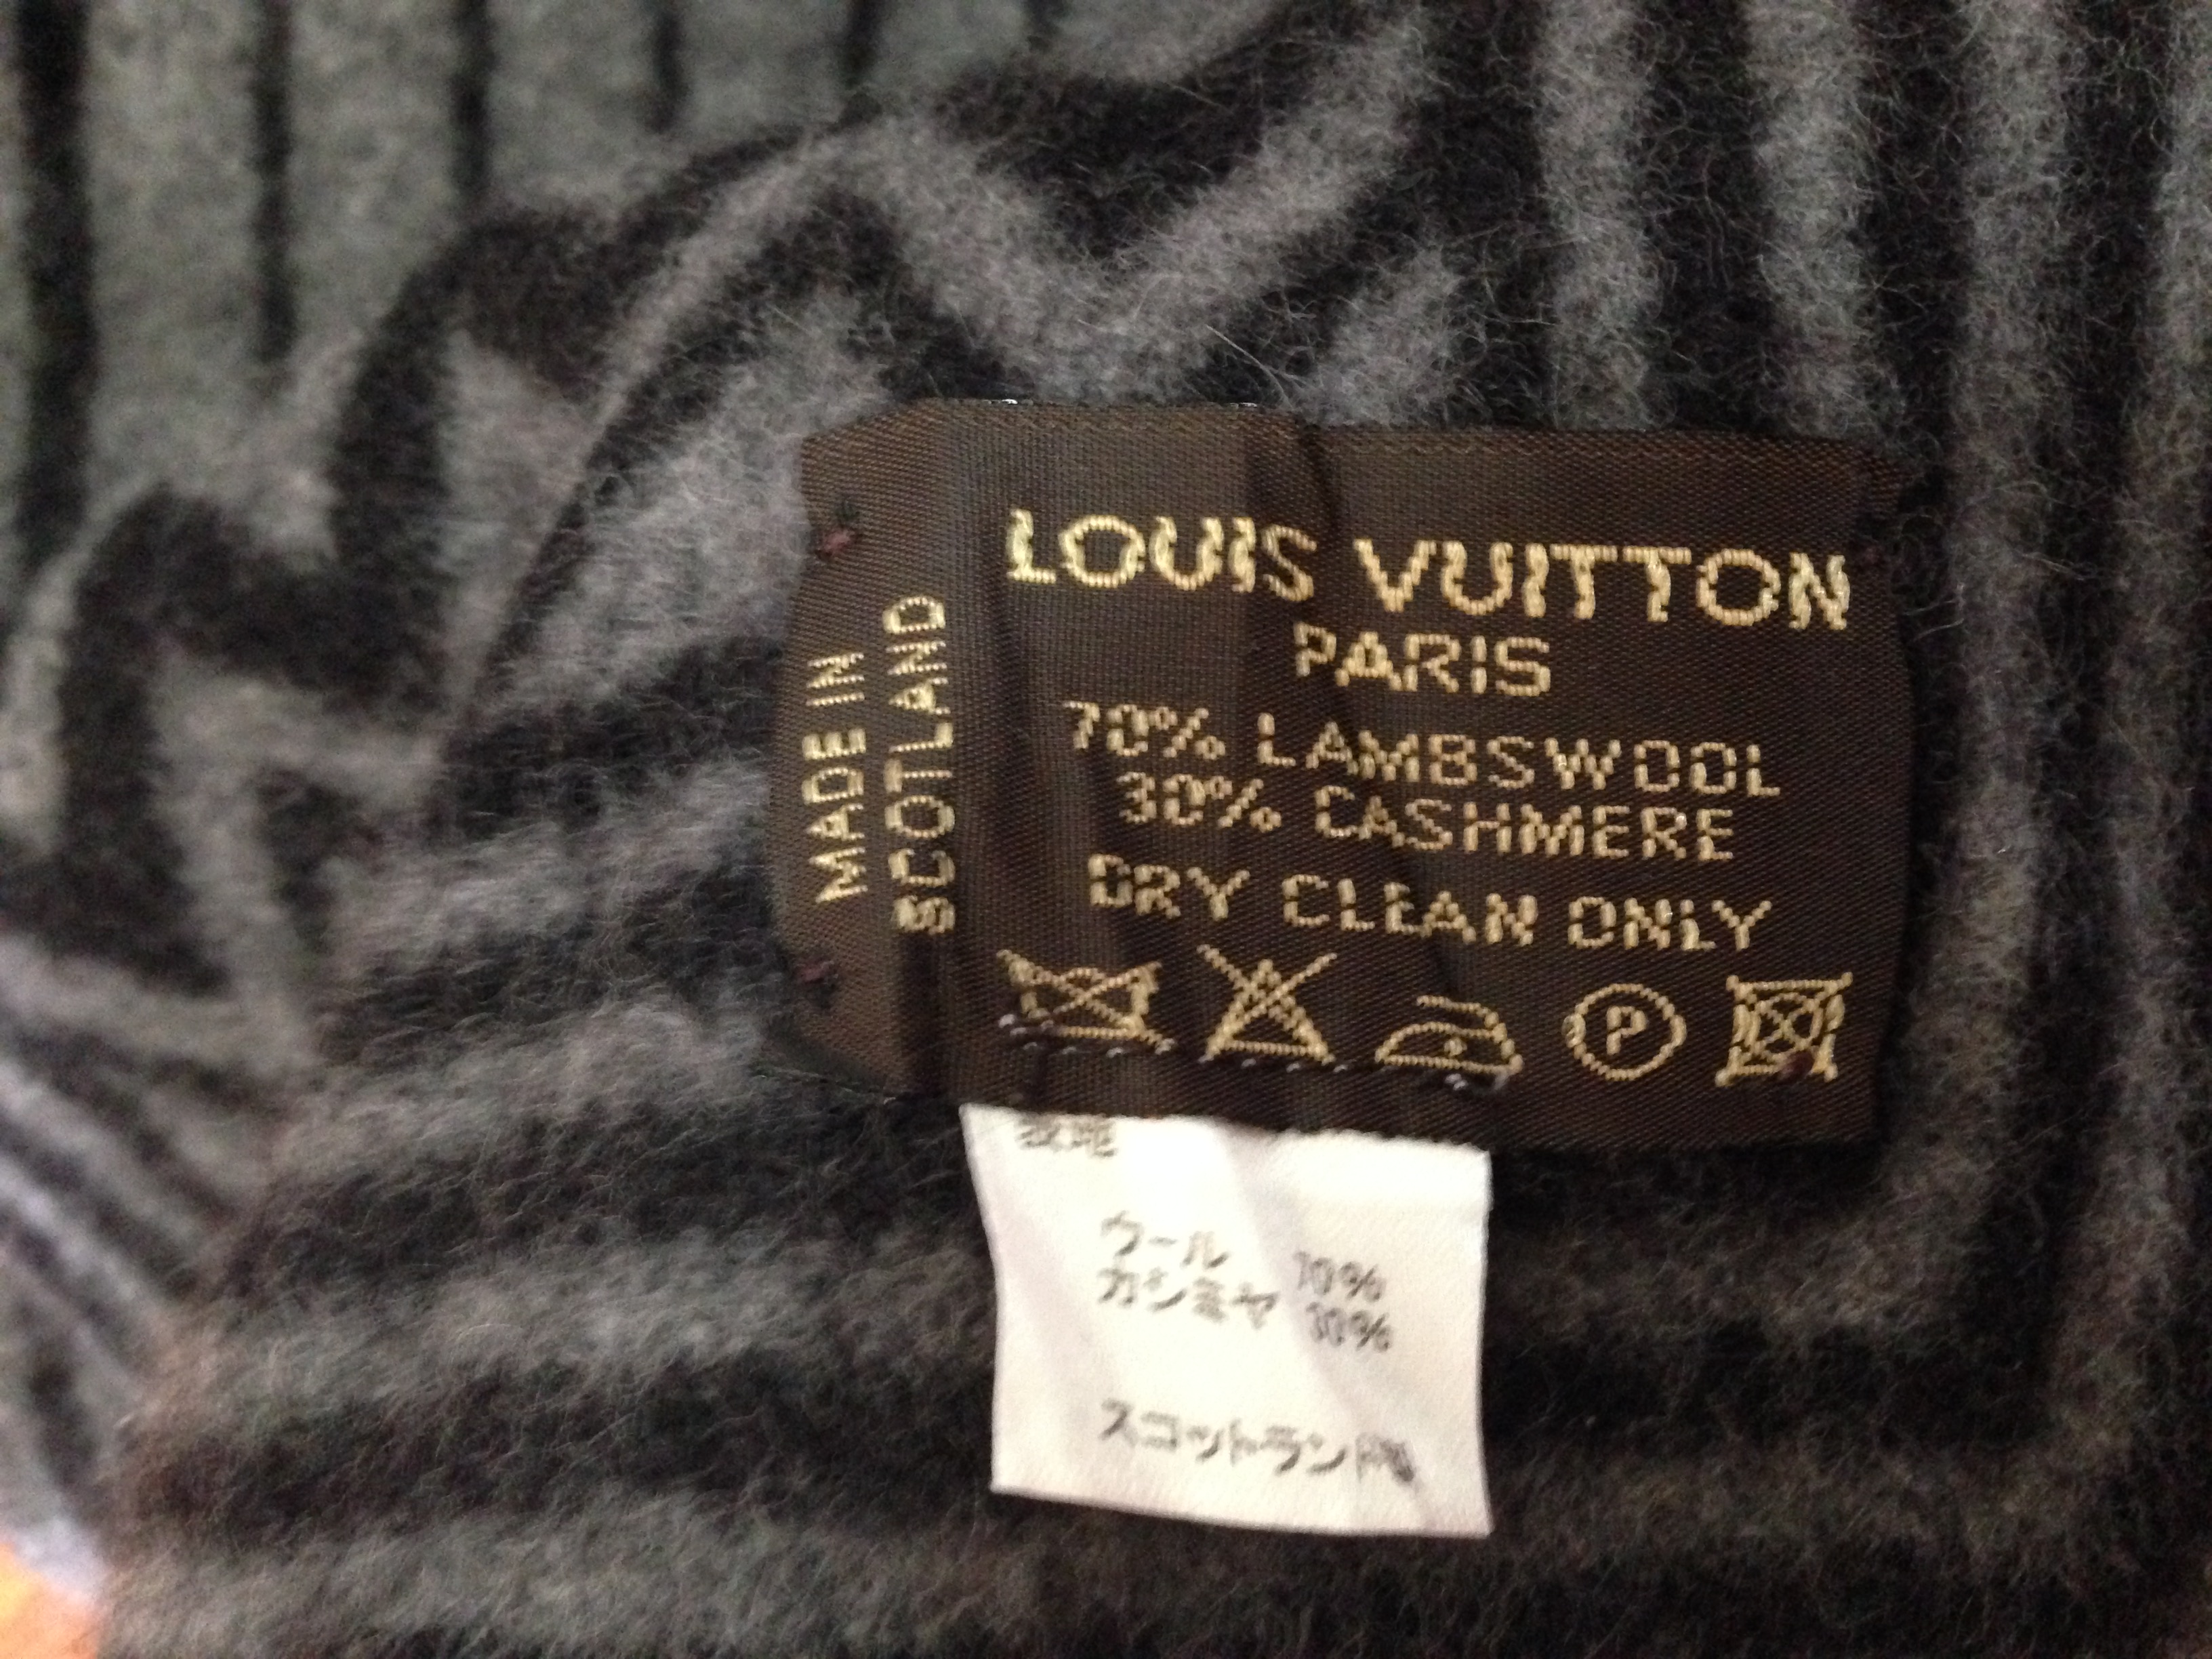 LOUIS VUITTON
PARIS
70% LAMBSWOOL
30% CASHMERE
DRY CLEAN ONLY
P
MADE IN
SCOTLAND
ウール 70%
カシミヤ 30%
スコットランド